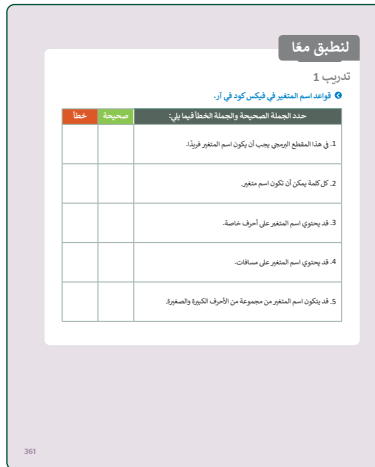 لنطبق معًا
تدريب 1
قواعد اسم المتغير في فيكس كود في آر.
حدد الجملة الصحيحة والجملة الخطأ فيما يلي: صحيحة خطأ
1. في هذا المقطع البرمجي يجب أن يكون اسم المتغير فريدًا.
2. كل كلمة يمكن أن تكون اسم متغير.
3. قد يحتوي اسم المتغير على أحرف خاصة.
4. قد يحتوي اسم المتغير على مسافات.
5. قد يتكون اسم المتغير من مجموعة من الأحرف الكبيرة والصغيرة.
361